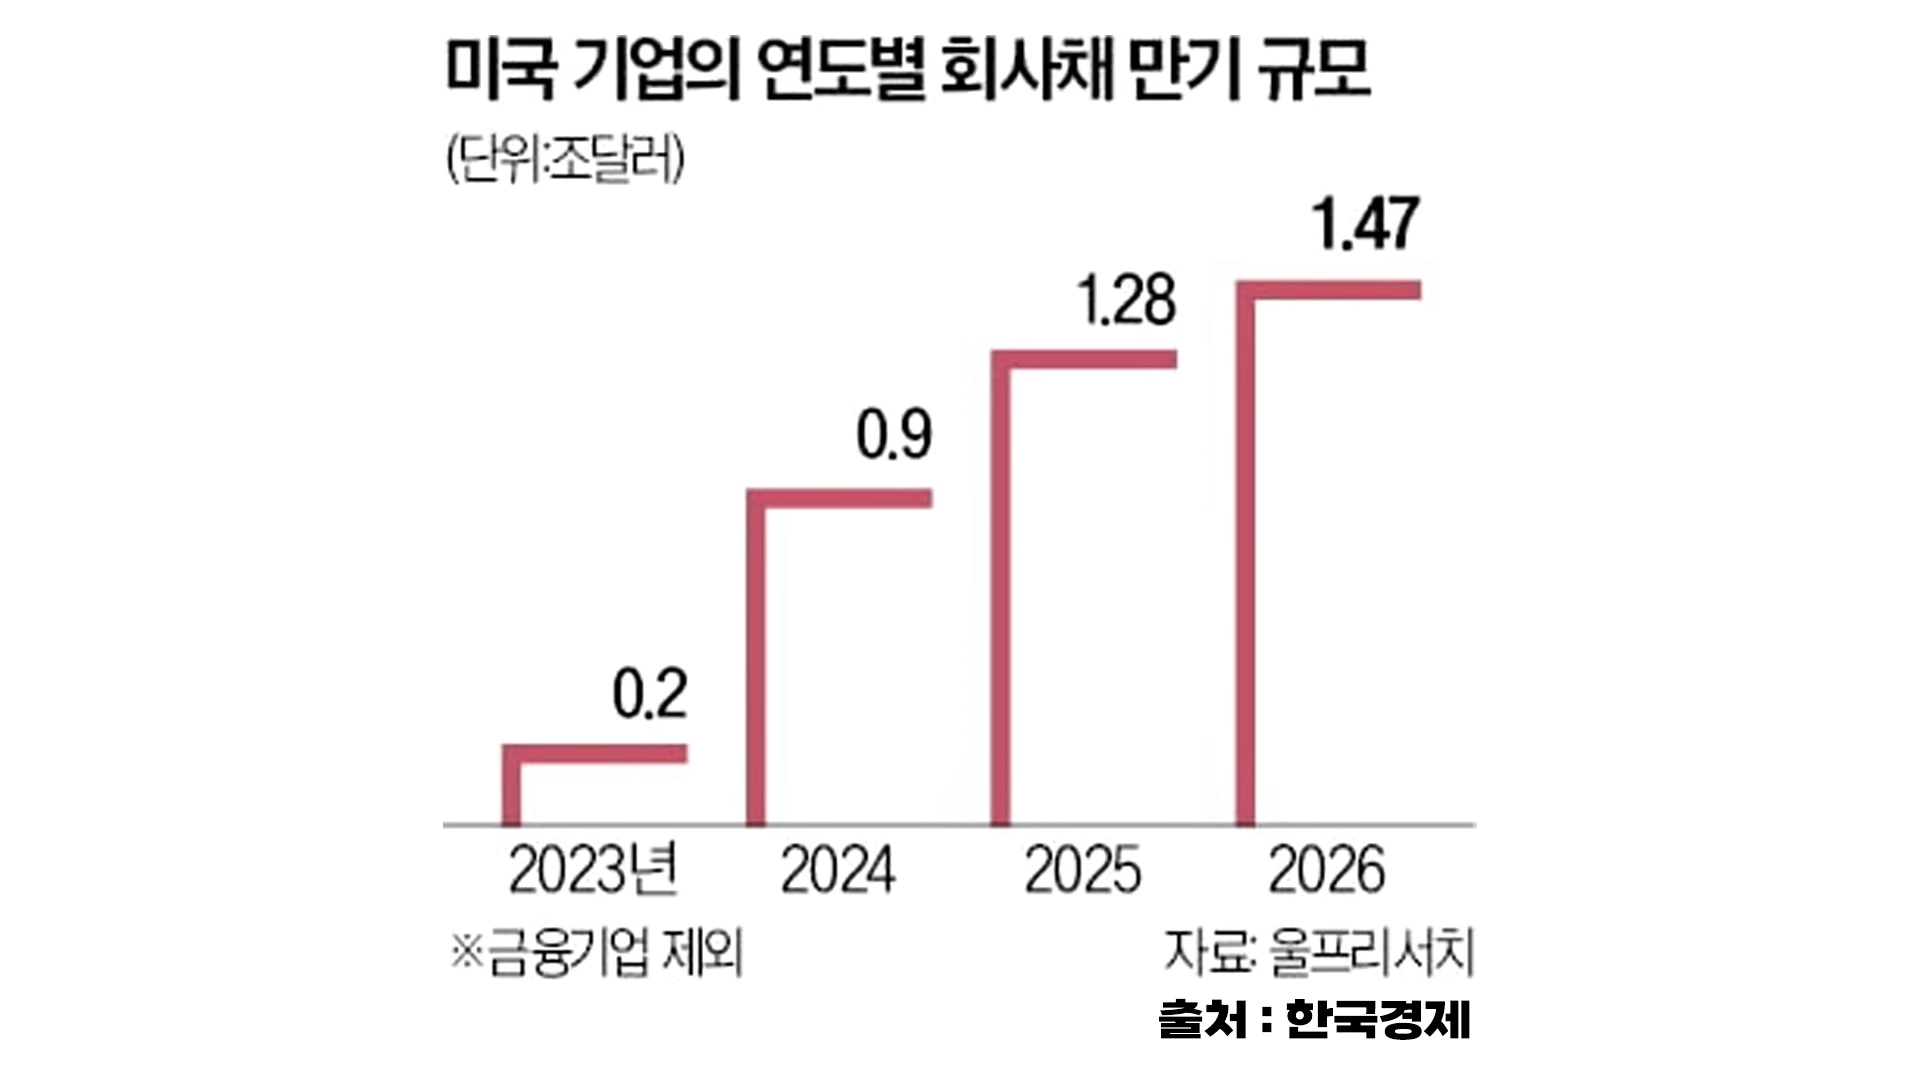 미국 기업의 연도별 회사채 만기 규모
(단위:조달러)
1.47
1.28
0.9
0.2
2023년 2024 2025 2026
※금융기업 제외 자료: 울프리서치
출처 : 한국경제